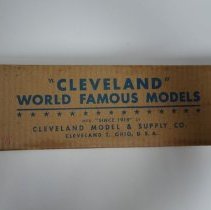 "CLEVELAND"
WORLD FAMOUS MODELS
"SINCE 1919"
CLEVELAND MODEL & SUPPLY CO.
CLEVELAND 2, OHIO, U.S.A.